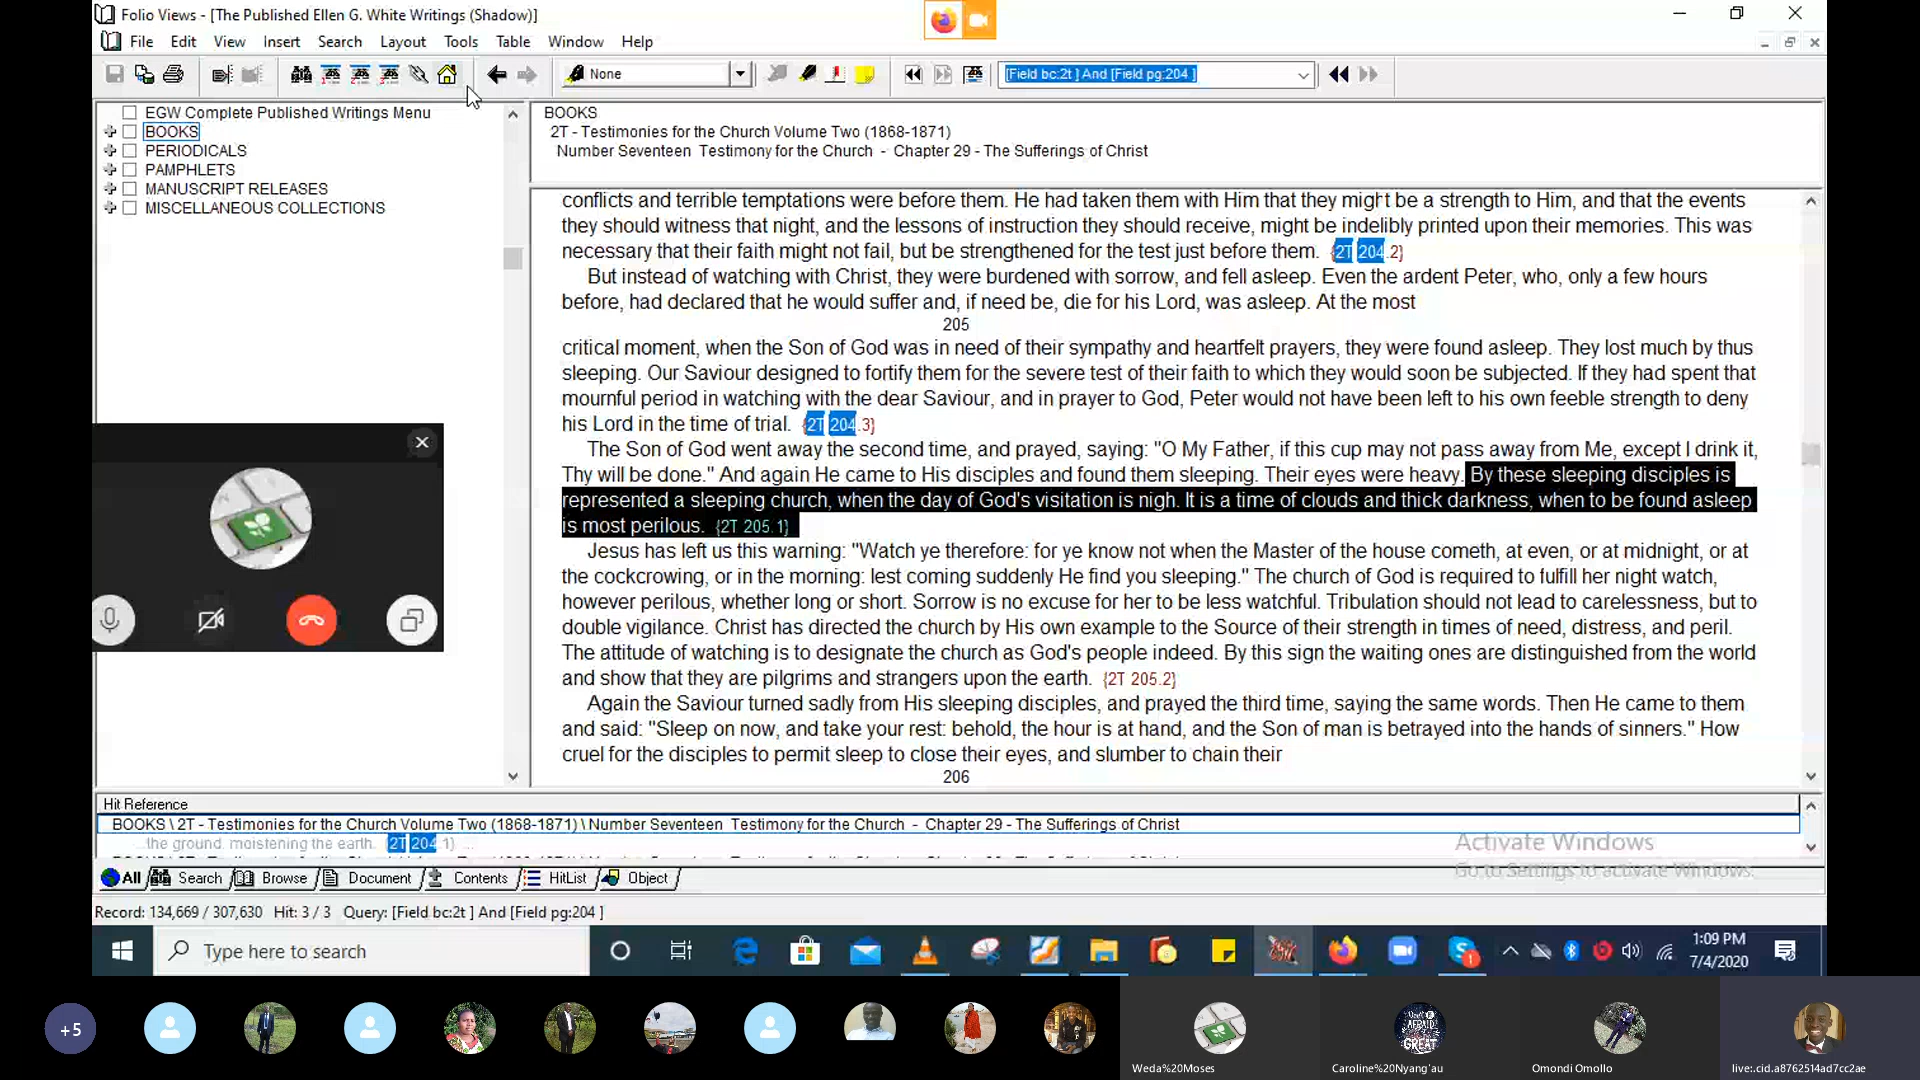 Folio Views - [The Published Ellen G. White Writings (Shadow)]
File Edit View Insert Search Layout Tools Table Window Help
None
[Field bc:2t ] And [Field pg:204 ]
EGW Complete Published Writings Menu
BOOKS
PERIODICALS
PAMPHLETS
MANUSCRIPT RELEASES
MISCELLANEOUS COLLECTIONS
BOOKS
2T - Testimonies for the Church Volume Two (1868-1871)
Number Seventeen Testimony for the Church - Chapter 29 - The Sufferings of Christ
conflicts and terrible temptations were before them. He had taken them with Him that they might be a strength to Him, and that the events
they should witness that night, and the lessons of instruction they should receive, might be indelibly printed upon their memories. This was
necessary that their faith might not fail, but be strengthened for the test just before them. {2T 204.2}
But instead of watching with Christ, they were burdened with sorrow, and fell asleep. Even the ardent Peter, who, only a few hours
before, had declared that he would suffer and, if need be, die for his Lord, was asleep. At the most
205
critical moment, when the Son of God was in need of their sympathy and heartfelt prayers, they were found asleep. They lost much by thus
sleeping. Our Saviour designed to fortify them for the severe test of their faith to which they would soon be subjected. If they had spent that
mournful period in watching with the dear Saviour, and in prayer to God, Peter would not have been left to his own feeble strength to deny
his Lord in the time of trial. {2T 204.3}
The Son of God went away the second time, and prayed, saying: "O My Father, if this cup may not pass away from Me, except I drink it,
Thy will be done." And again He came to His disciples and found them sleeping. Their eyes were heavy. By these sleeping disciples is
represented a sleeping church, when the day of God's visitation is nigh. It is a time of clouds and thick darkness, when to be found asleep
is most perilous. {2T 205.1}
Jesus has left us this warning: "Watch ye therefore: for ye know not when the Master of the house cometh, at even, or at midnight, or at
the cockcrowing, or in the morning: lest coming suddenly He find you sleeping." The church of God is required to fulfill her night watch,
however perilous, whether long or short. Sorrow is no excuse for her to be less watchful. Tribulation should not lead to carelessness, but to
double vigilance. Christ has directed the church by His own example to the Source of their strength in times of need, distress, and peril.
The attitude of watching is to designate the church as God's people indeed. By this sign the waiting ones are distinguished from the world
and show that they are pilgrims and strangers upon the earth. {2T 205.2}
Again the Saviour turned sadly from His sleeping disciples, and prayed the third time, saying the same words. Then He came to them
and said: "Sleep on now, and take your rest: behold, the hour is at hand, and the Son of man is betrayed into the hands of sinners." How
cruel for the disciples to permit sleep to close their eyes, and slumber to chain their
206
Hit Reference
BOOKS \ 2T - Testimonies for the Church Volume Two (1868-1871) \ Number Seventeen Testimony for the Church - Chapter 29 - The Sufferings of Christ
...the ground, moistening the earth. {2T 204.1} ...
Activate Windows
Go to Settings to activate Windows.
All Search Browse Document Contents HitList Object
Record: 134,669 / 307,630 Hit: 3 / 3 Query: [Field bc:2t ] And [Field pg:204 ]
Type here to search
1:09 PM
7/4/2020
+5
Weda%20Moses
Caroline%20Nyang'au
Omondi Omollo
live:.cid.a8762514ad7cc2ae